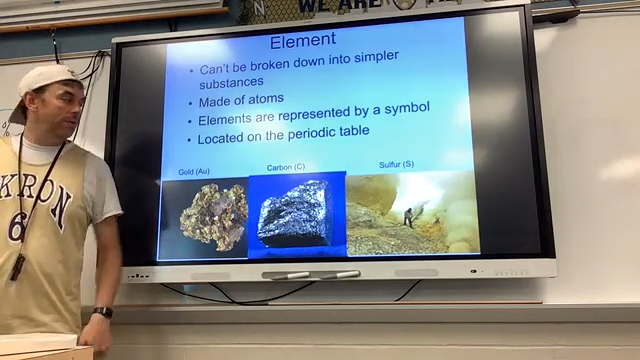 WE ARE
Element
• Can't be broken down into simpler
substances
• Made of atoms
• Elements are represented by a symbol
• Located on the periodic table
Gold (Au)
Carbon (C)
Sulfur (S)
KRON
6